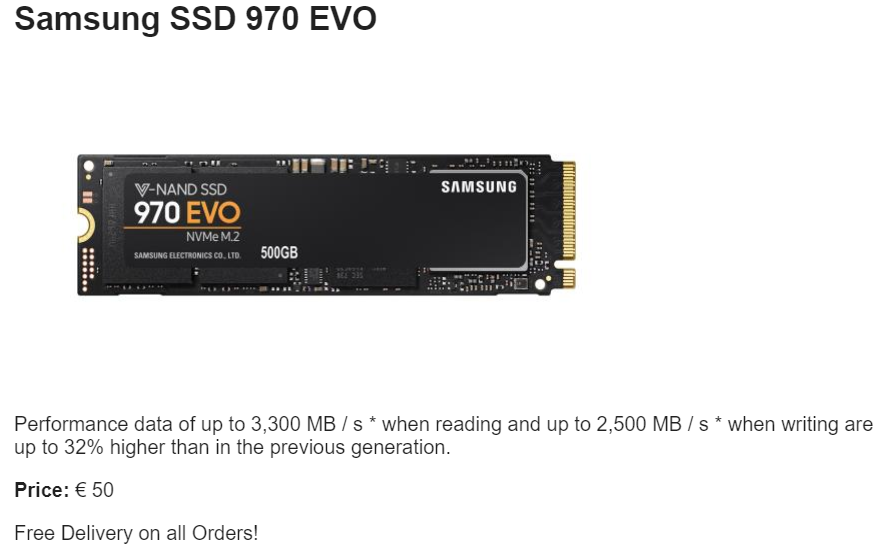 Samsung SSD 970 EVO
V-NAND SSD
SAMSUNG
970 EVO
NVMe M.2
SAMSUNG ELECTRONICS CO., LTD.
500GB
Performance data of up to 3,300 MB / s * when reading and up to 2,500 MB / s * when writing are
up to 32% higher than in the previous generation.
Price: € 50
Free Delivery on all Orders!